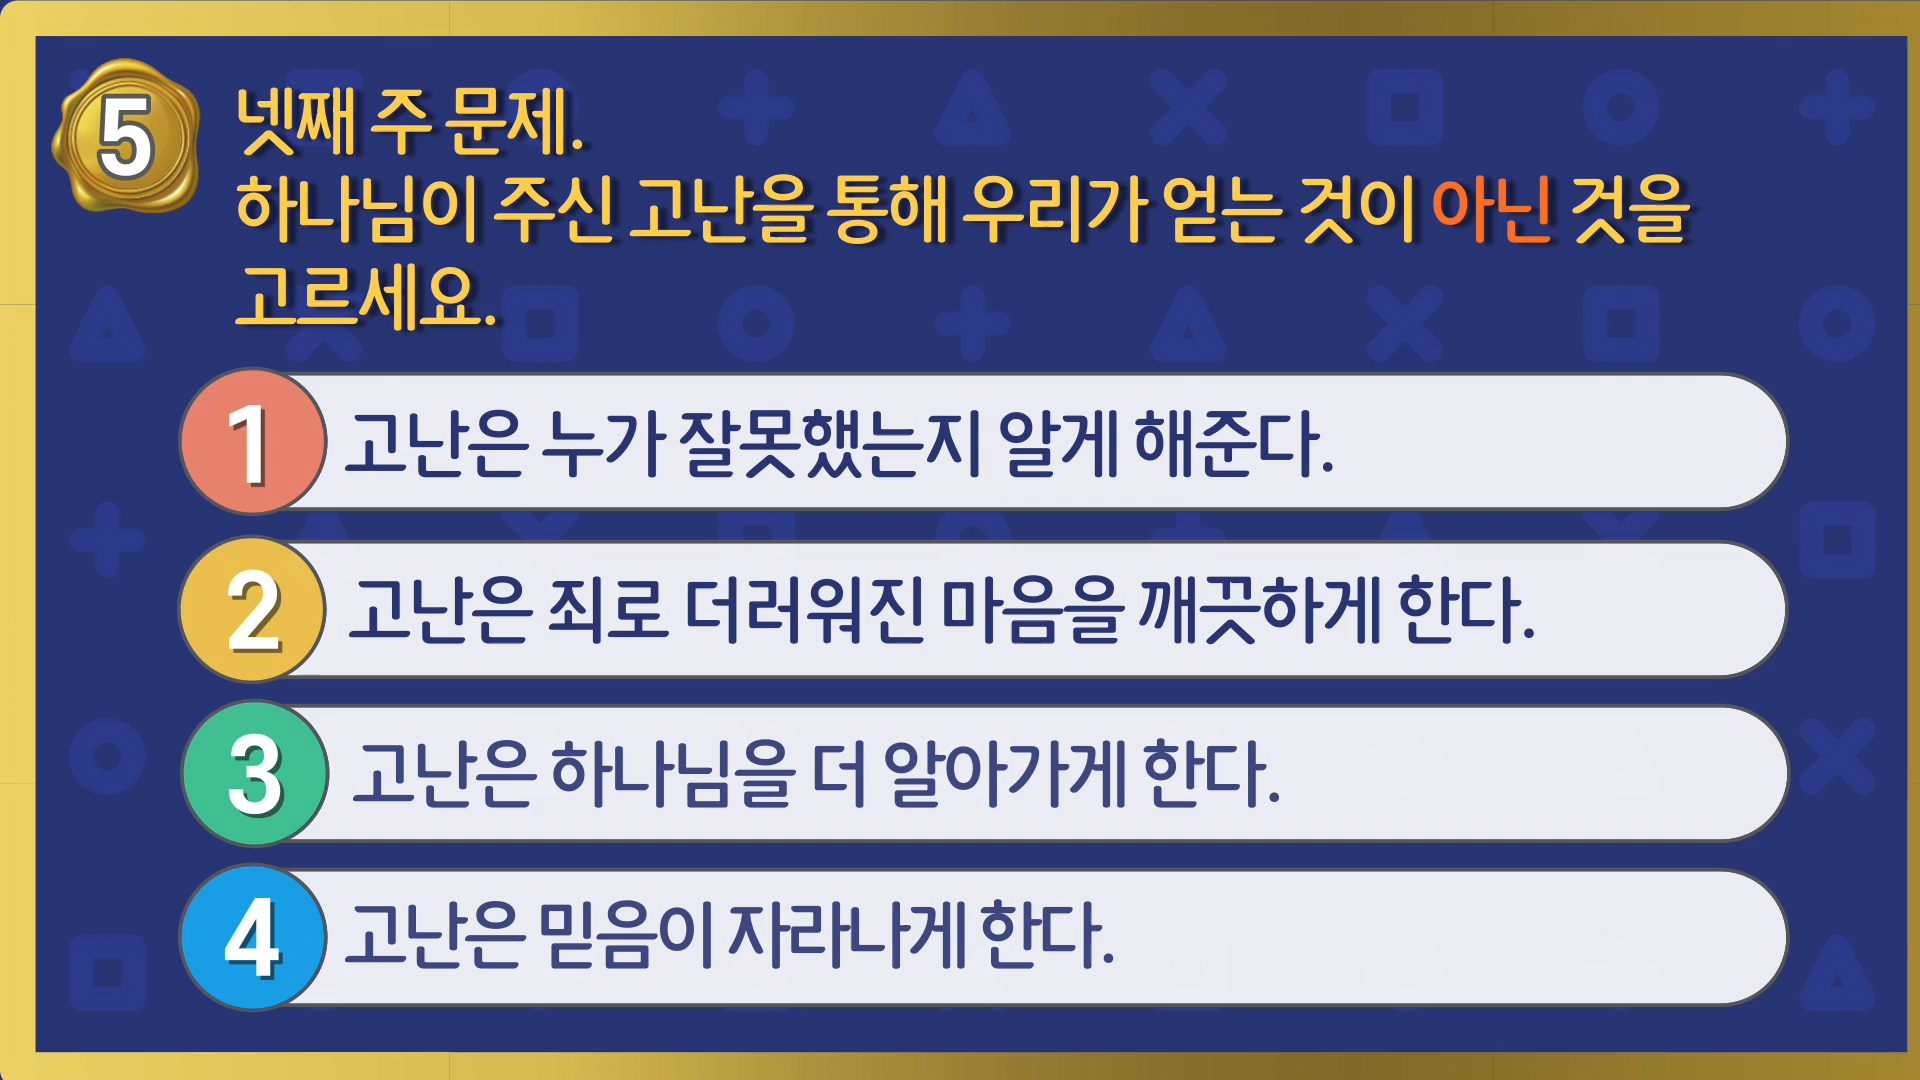 5
넷째 주 문제.
하나님이 주신 고난을 통해 우리가 얻는 것이 아닌 것을
고르세요.
1 고난은 누가 잘못했는지 알게 해준다.
2 고난은 죄로 더러워진 마음을 깨끗하게 한다.
3 고난은 하나님을 더 알아가게 한다.
4 고난은 믿음이 자라나게 한다.